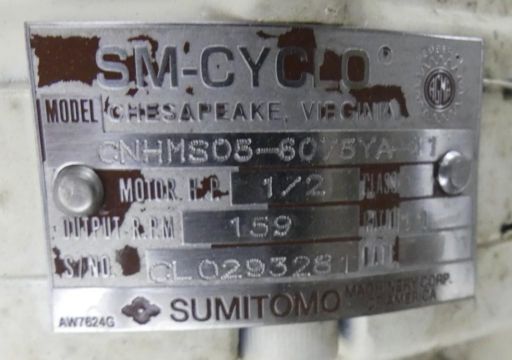 SM-CYCLO®
CHESAPEAKE, VIRGINIA
MODEL CNHMS05-6075YA-
MOTOR H.P. 1/2 CLASS
OUTPUT R.P.M 159
S/NO. CL0293281
SUMITOMO MACHINERY CORP. OF AMERICA
AW7624G